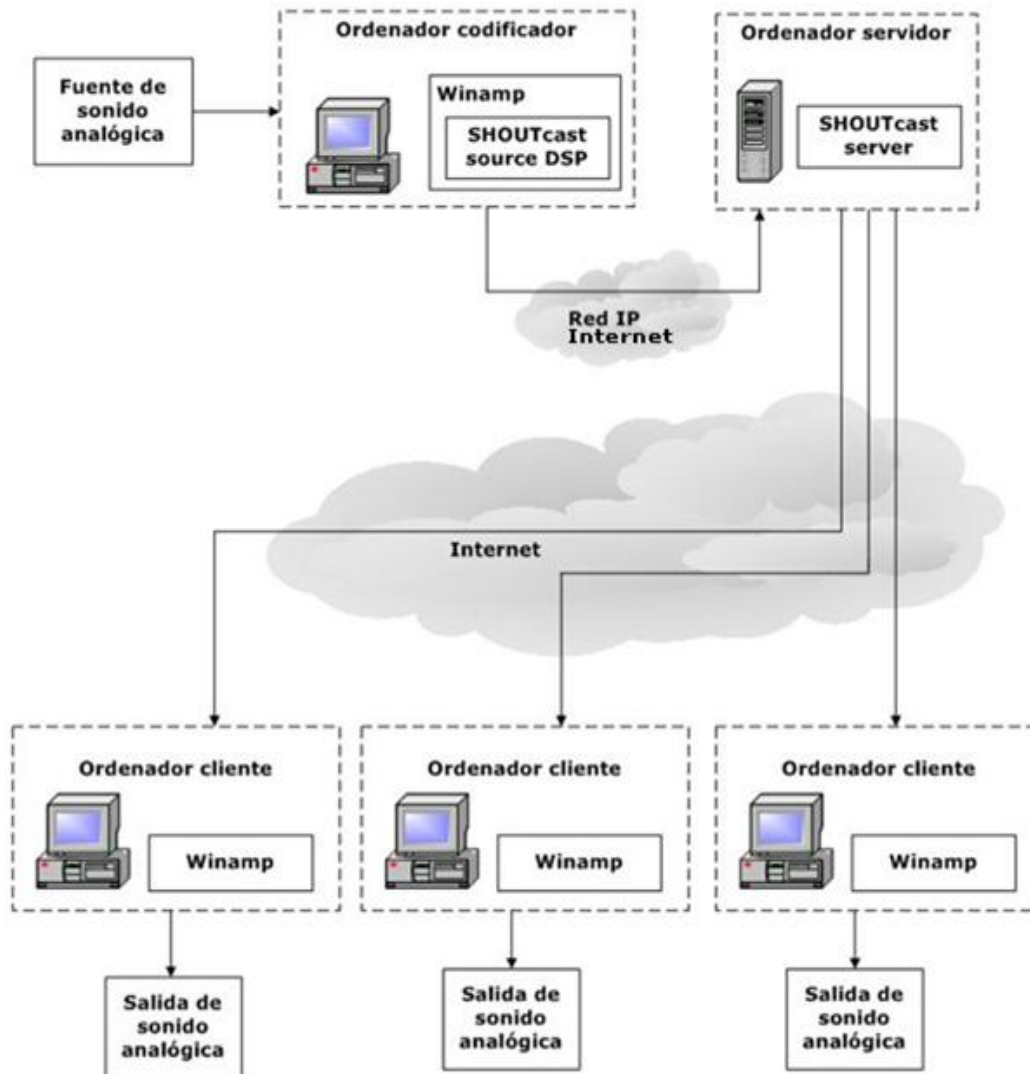 Ordenador codificador
Ordenador servidor
Fuente de
sonido
analógica
Winamp
SHOUTcast
source DSP
SHOUTcast
server
Red IP
Internet
Internet
Ordenador cliente
Winamp
Ordenador cliente
Winamp
Ordenador cliente
Winamp
Salida de
sonido
analógica
Salida de
sonido
analógica
Salida de
sonido
analógica